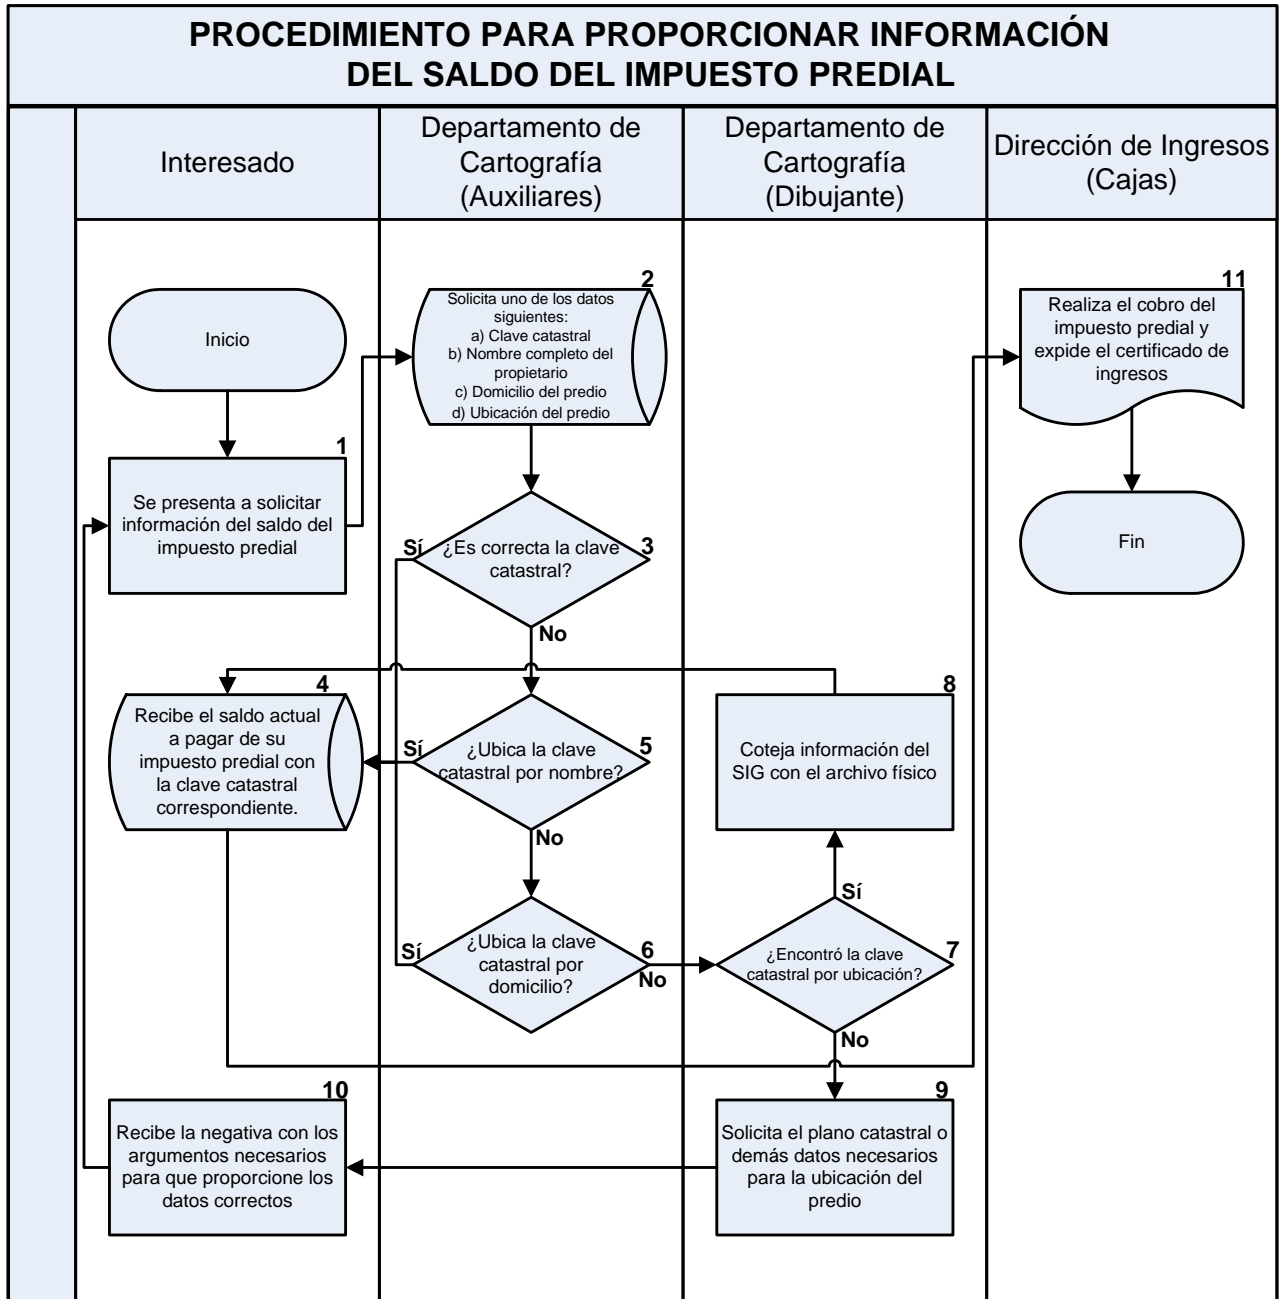 PROCEDIMIENTO PARA PROPORCIONAR INFORMACIÓN
DEL SALDO DEL IMPUESTO PREDIAL
Interesado
Departamento de
Cartografía
(Auxiliares)
Departamento de
Cartografía
(Dibujante)
Dirección de Ingresos
(Cajas)
Inicio
1
Se presenta a solicitar
información del saldo del
impuesto predial
2
Solicita uno de los datos
siguientes:
a) Clave catastral
b) Nombre completo del
propietario
c) Domicilio del predio
d) Ubicación del predio
3
¿Es correcta la clave
catastral?
Sí
No
4
Recibe el saldo actual
a pagar de su
impuesto predial con
la clave catastral
correspondiente.
5
¿Ubica la clave
catastral por nombre?
Sí
No
6
¿Ubica la clave
catastral por
domicilio?
Sí
No
7
¿Encontró la clave
catastral por ubicación?
Sí
No
8
Coteja información del
SIG con el archivo físico
9
Solicita el plano catastral o
demás datos necesarios
para la ubicación del
predio
10
Recibe la negativa con los
argumentos necesarios
para que proporcione los
datos correctos
11
Realiza el cobro del
impuesto predial y
expide el certificado de
ingresos
Fin